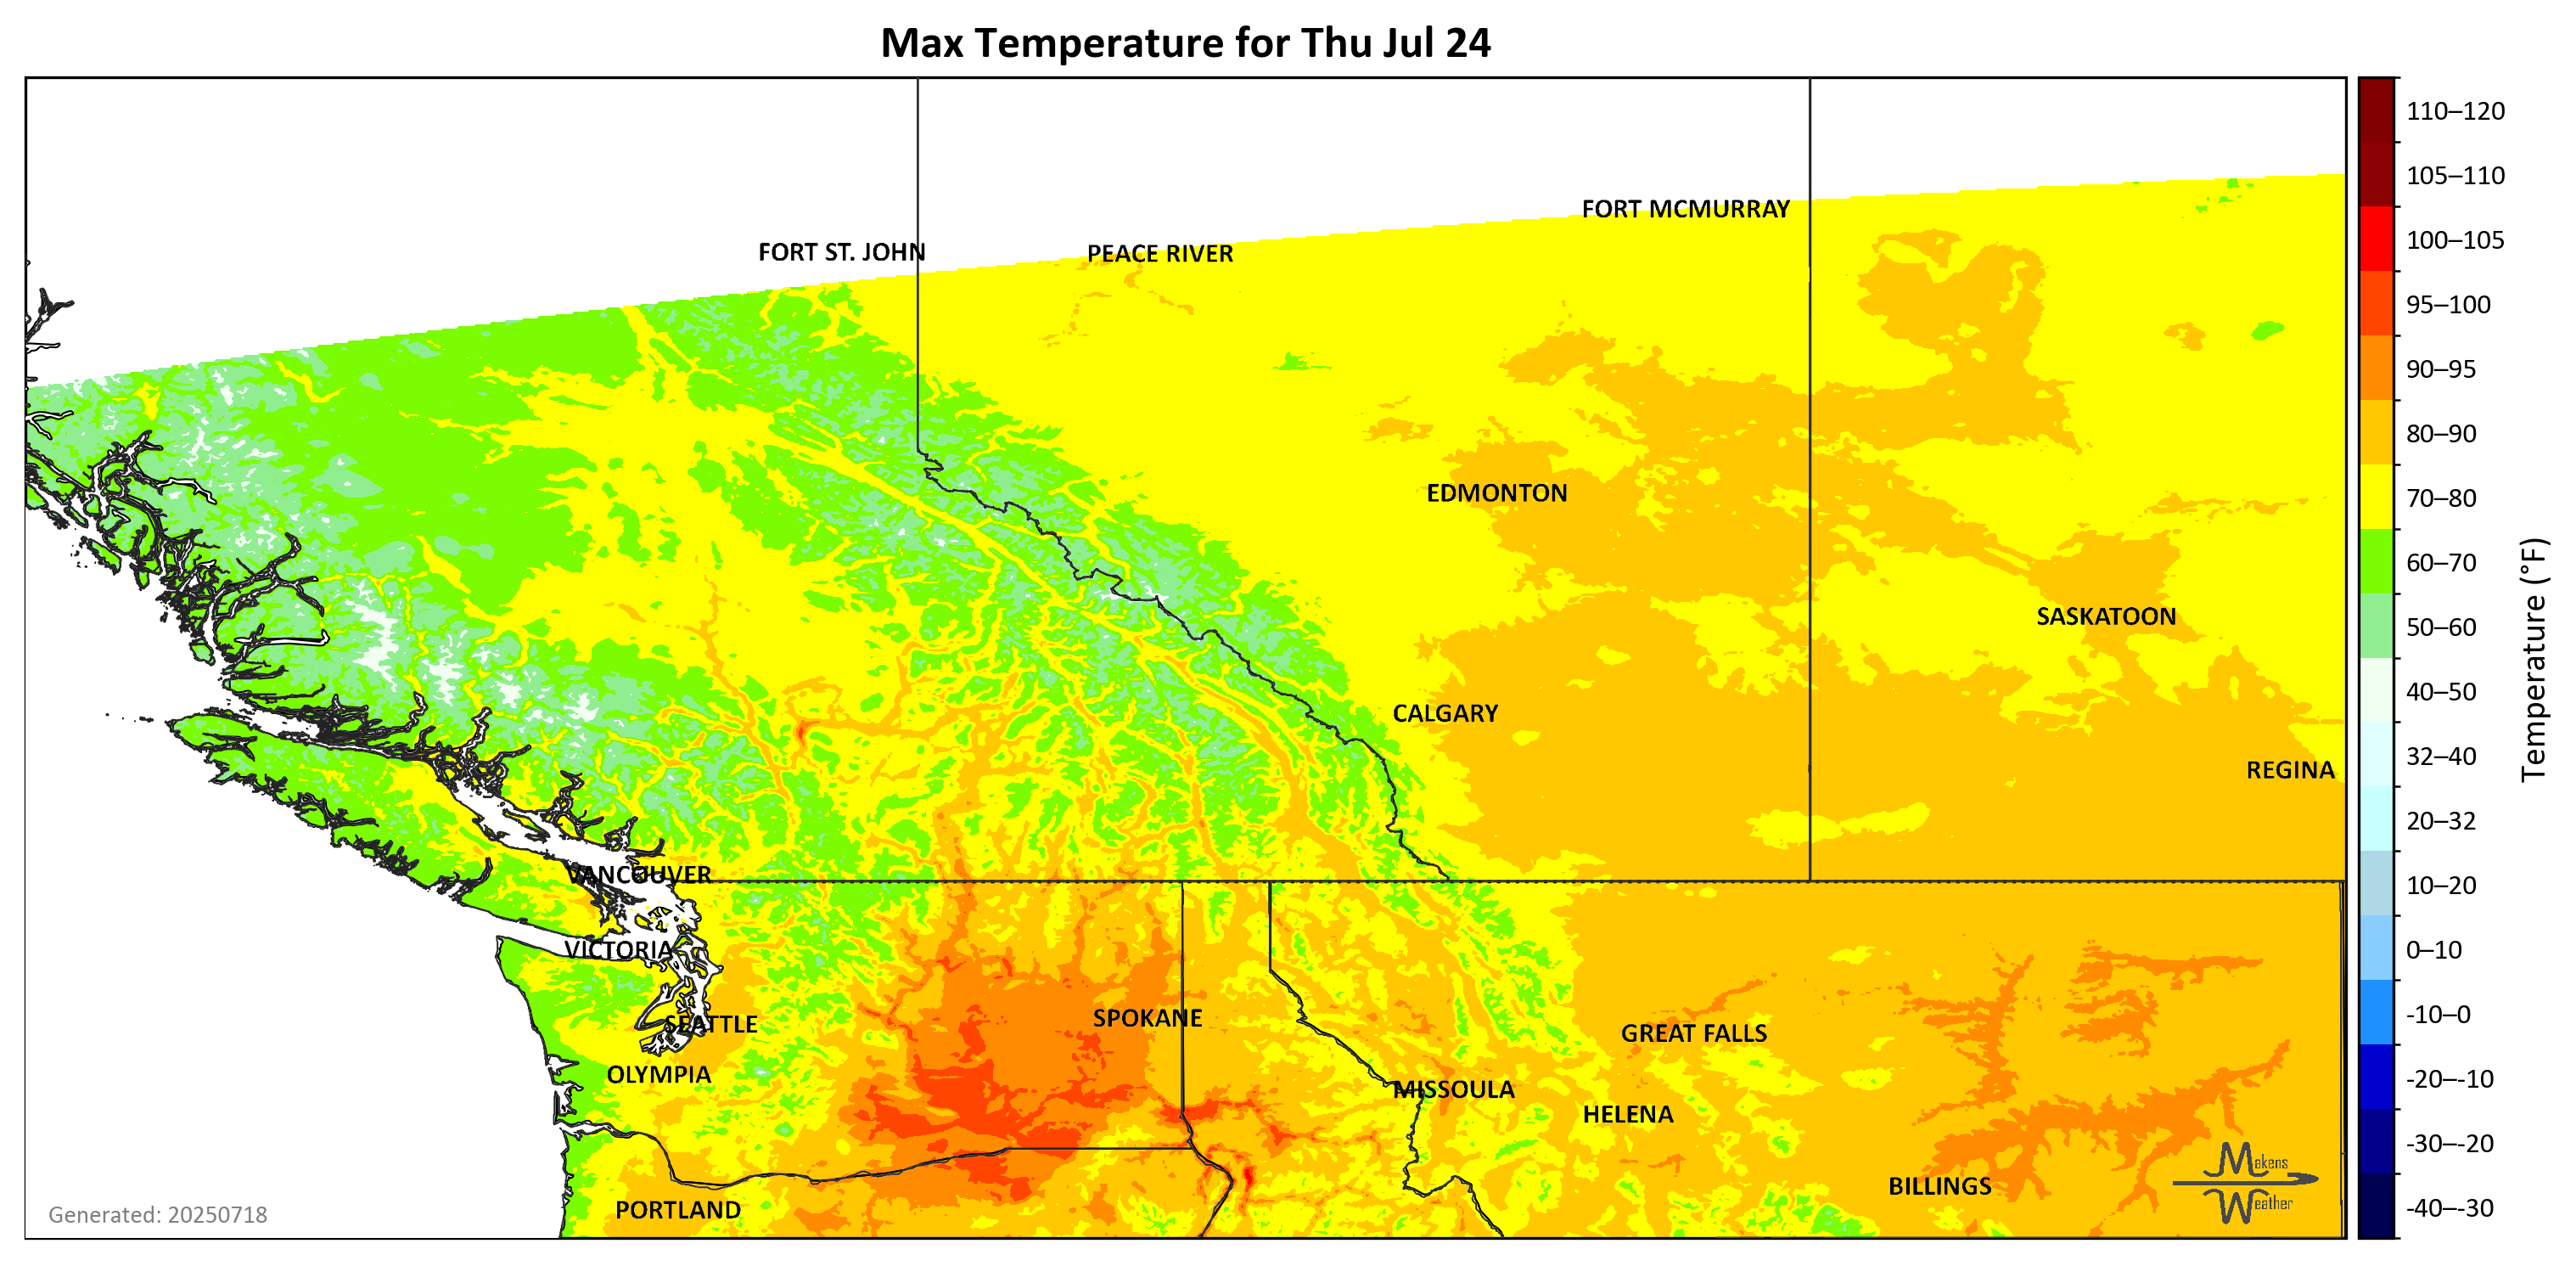 Max Temperature for Thu Jul 24
110–120
105–110
100–105
95–100
90–95
80–90
70–80
60–70
50–60
40–50
32–40
20–32
10–20
0–10
-10–0
-20–-10
-30–-20
-40–-30
Temperature (°F)
FORT MCMURRAY
FORT ST. JOHN
PEACE RIVER
EDMONTON
SASKATOON
CALGARY
REGINA
VANCOUVER
VICTORIA
SEATTLE
SPOKANE
GREAT FALLS
OLYMPIA
MISSOULA
HELENA
BILLINGS
PORTLAND
Makens
Weather
Generated: 20250718